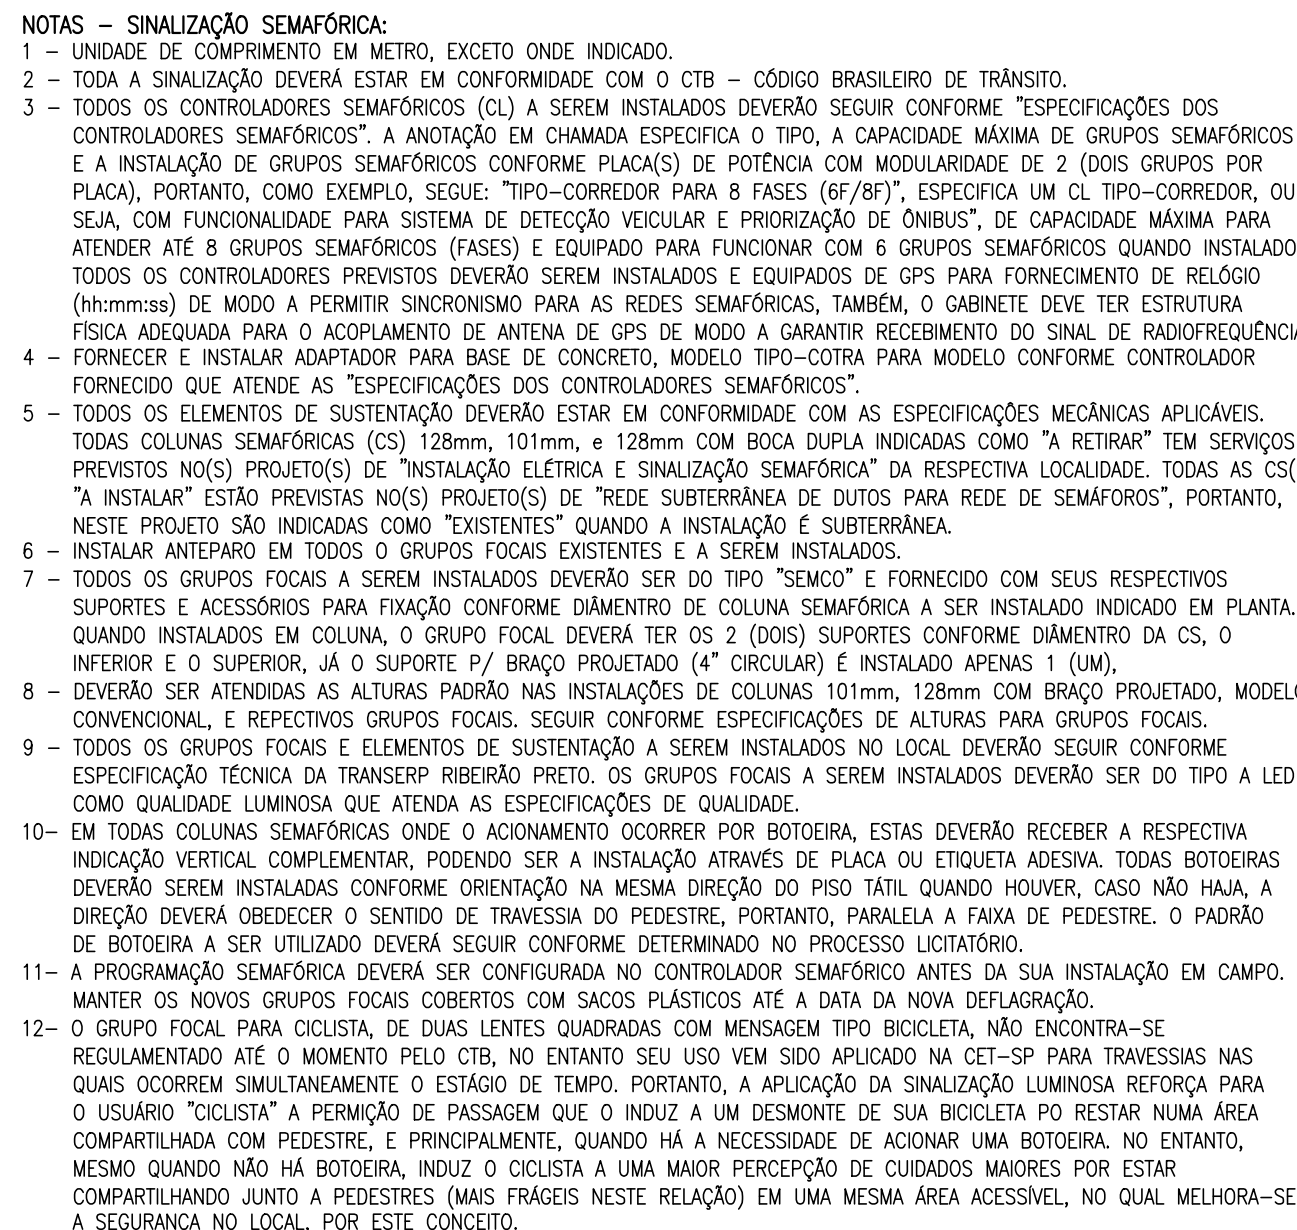 NOTAS – SINALIZAÇÃO SEMAFÓRICA:
1 – UNIDADE DE COMPRIMENTO EM METRO, EXCETO ONDE INDICADO.
2 – TODA A SINALIZAÇÃO DEVERÁ ESTAR EM CONFORMIDADE COM O CTB – CÓDIGO BRASILEIRO DE TRÂNSITO.
3 – TODOS OS CONTROLADORES SEMAFÓRICOS (CL) A SEREM INSTALADOS DEVERÃO SEGUIR CONFORME "ESPECIFICAÇÕES DOS
CONTROLADORES SEMAFÓRICOS". A ANOTAÇÃO EM CHAMADA ESPECIFICA O TIPO, A CAPACIDADE MÁXIMA DE GRUPOS SEMAFÓRICOS
E A INSTALAÇÃO DE GRUPOS SEMAFÓRICOS CONFORME PLACA(S) DE POTÊNCIA COM MODULARIDADE DE 2 (DOIS GRUPOS POR
PLACA), PORTANTO, COMO EXEMPLO, SEGUE: "TIPO–CORREDOR PARA 8 FASES (6F/8F)", ESPECIFICA UM CL TIPO–CORREDOR, OU
SEJA, COM FUNCIONALIDADE PARA SISTEMA DE DETECÇÃO VEICULAR E PRIORIZAÇÃO DE ÔNIBUS", DE CAPACIDADE MÁXIMA PARA
ATENDER ATÉ 8 GRUPOS SEMAFÓRICOS (FASES) E EQUIPADO PARA FUNCIONAR COM 6 GRUPOS SEMAFÓRICOS QUANDO INSTALADO
TODOS OS CONTROLADORES PREVISTOS DEVERÃO SEREM INSTALADOS E EQUIPADOS DE GPS PARA FORNECIMENTO DE RELÓGIO
(hh:mm:ss) DE MODO A PERMITIR SINCRONISMO PARA AS REDES SEMAFÓRICAS, TAMBÉM, O GABINETE DEVE TER ESTRUTURA
FÍSICA ADEQUADA PARA O ACOPLAMENTO DE ANTENA DE GPS DE MODO A GARANTIR RECEBIMENTO DO SINAL DE RADIOFREQUÊNCIA
4 – FORNECER E INSTALAR ADAPTADOR PARA BASE DE CONCRETO, MODELO TIPO–COTRA PARA MODELO CONFORME CONTROLADOR
FORNECIDO QUE ATENDE AS "ESPECIFICAÇÕES DOS CONTROLADORES SEMAFÓRICOS".
5 – TODOS OS ELEMENTOS DE SUSTENTAÇÃO DEVERÃO ESTAR EM CONFORMIDADE COM AS ESPECIFICAÇÕES MECÂNICAS APLICÁVEIS.
TODAS COLUNAS SEMAFÓRICAS (CS) 128mm, 101mm, e 128mm COM BOCA DUPLA INDICADAS COMO "A RETIRAR" TEM SERVIÇOS
PREVISTOS NO(S) PROJETO(S) DE "INSTALAÇÃO ELÉTRICA E SINALIZAÇÃO SEMAFÓRICA" DA RESPECTIVA LOCALIDADE. TODAS AS CS(
"A INSTALAR" ESTÃO PREVISTAS NO(S) PROJETO(S) DE "REDE SUBTERRÂNEA DE DUTOS PARA REDE DE SEMÁFOROS", PORTANTO,
NESTE PROJETO SÃO INDICADAS COMO "EXISTENTES" QUANDO A INSTALAÇÃO É SUBTERRÂNEA.
6 – INSTALAR ANTEPARO EM TODOS O GRUPOS FOCAIS EXISTENTES E A SEREM INSTALADOS.
7 – TODOS OS GRUPOS FOCAIS A SEREM INSTALADOS DEVERÃO SER DO TIPO "SEMCO" E FORNECIDO COM SEUS RESPECTIVOS
SUPORTES E ACESSÓRIOS PARA FIXAÇÃO CONFORME DIÂMENTRO DE COLUNA SEMAFÓRICA A SER INSTALADO INDICADO EM PLANTA.
QUANDO INSTALADOS EM COLUNA, O GRUPO FOCAL DEVERÁ TER OS 2 (DOIS) SUPORTES CONFORME DIÂMENTRO DA CS, O
INFERIOR E O SUPERIOR, JÁ O SUPORTE P/ BRAÇO PROJETADO (4" CIRCULAR) É INSTALADO APENAS 1 (UM),
8 – DEVERÃO SER ATENDIDAS AS ALTURAS PADRÃO NAS INSTALAÇÕES DE COLUNAS 101mm, 128mm COM BRAÇO PROJETADO, MODELO
CONVENCIONAL, E REPECTIVOS GRUPOS FOCAIS. SEGUIR CONFORME ESPECIFICAÇÕES DE ALTURAS PARA GRUPOS FOCAIS.
9 – TODOS OS GRUPOS FOCAIS E ELEMENTOS DE SUSTENTAÇÃO A SEREM INSTALADOS NO LOCAL DEVERÃO SEGUIR CONFORME
ESPECIFICAÇÃO TÉCNICA DA TRANSERP RIBEIRÃO PRETO. OS GRUPOS FOCAIS A SEREM INSTALADOS DEVERÃO SER DO TIPO A LED
COMO QUALIDADE LUMINOSA QUE ATENDA AS ESPECIFICAÇÕES DE QUALIDADE.
10– EM TODAS COLUNAS SEMAFÓRICAS ONDE O ACIONAMENTO OCORRER POR BOTOEIRA, ESTAS DEVERÃO RECEBER A RESPECTIVA
INDICAÇÃO VERTICAL COMPLEMENTAR, PODENDO SER A INSTALAÇÃO ATRAVÉS DE PLACA OU ETIQUETA ADESIVA. TODAS BOTOEIRAS
DEVERÃO SEREM INSTALADAS CONFORME ORIENTAÇÃO NA MESMA DIREÇÃO DO PISO TÁTIL QUANDO HOUVER, CASO NÃO HAJA, A
DIREÇÃO DEVERÁ OBEDECER O SENTIDO DE TRAVESSIA DO PEDESTRE, PORTANTO, PARALELA A FAIXA DE PEDESTRE. O PADRÃO
DE BOTOEIRA A SER UTILIZADO DEVERÁ SEGUIR CONFORME DETERMINADO NO PROCESSO LICITATÓRIO.
11– A PROGRAMAÇÃO SEMAFÓRICA DEVERÁ SER CONFIGURADA NO CONTROLADOR SEMAFÓRICO ANTES DA SUA INSTALAÇÃO EM CAMPO.
MANTER OS NOVOS GRUPOS FOCAIS COBERTOS COM SACOS PLÁSTICOS ATÉ A DATA DA NOVA DEFLAGRAÇÃO.
12– O GRUPO FOCAL PARA CICLISTA, DE DUAS LENTES QUADRADAS COM MENSAGEM TIPO BICICLETA, NÃO ENCONTRA–SE
REGULAMENTADO ATÉ O MOMENTO PELO CTB, NO ENTANTO SEU USO VEM SIDO APLICADO NA CET–SP PARA TRAVESSIAS NAS
QUAIS OCORREM SIMULTANEAMENTE O ESTÁGIO DE TEMPO. PORTANTO, A APLICAÇÃO DA SINALIZAÇÃO LUMINOSA REFORÇA PARA
O USUÁRIO "CICLISTA" A PERMIÇÃO DE PASSAGEM QUE O INDUZ A UM DESMONTE DE SUA BICICLETA PO RESTAR NUMA ÁREA
COMPARTILHADA COM PEDESTRE, E PRINCIPALMENTE, QUANDO HÁ A NECESSIDADE DE ACIONAR UMA BOTOEIRA. NO ENTANTO,
MESMO QUANDO NÃO HÁ BOTOEIRA, INDUZ O CICLISTA A UMA MAIOR PERCEPÇÃO DE CUIDADOS MAIORES POR ESTAR
COMPARTILHANDO JUNTO A PEDESTRES (MAIS FRÁGEIS NESTE RELAÇÃO) EM UMA MESMA ÁREA ACESSÍVEL, NO QUAL MELHORA–SE
A SEGURANCA NO LOCAL, POR ESTE CONCEITO.